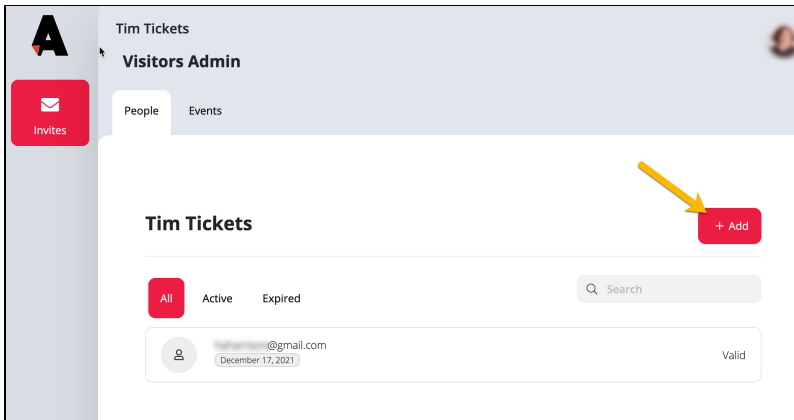 Tim Tickets
Visitors Admin
Invites
People
Events
Tim Tickets
+ Add
All
Active
Expired
Search
@gmail.com
December 17, 2021
Valid